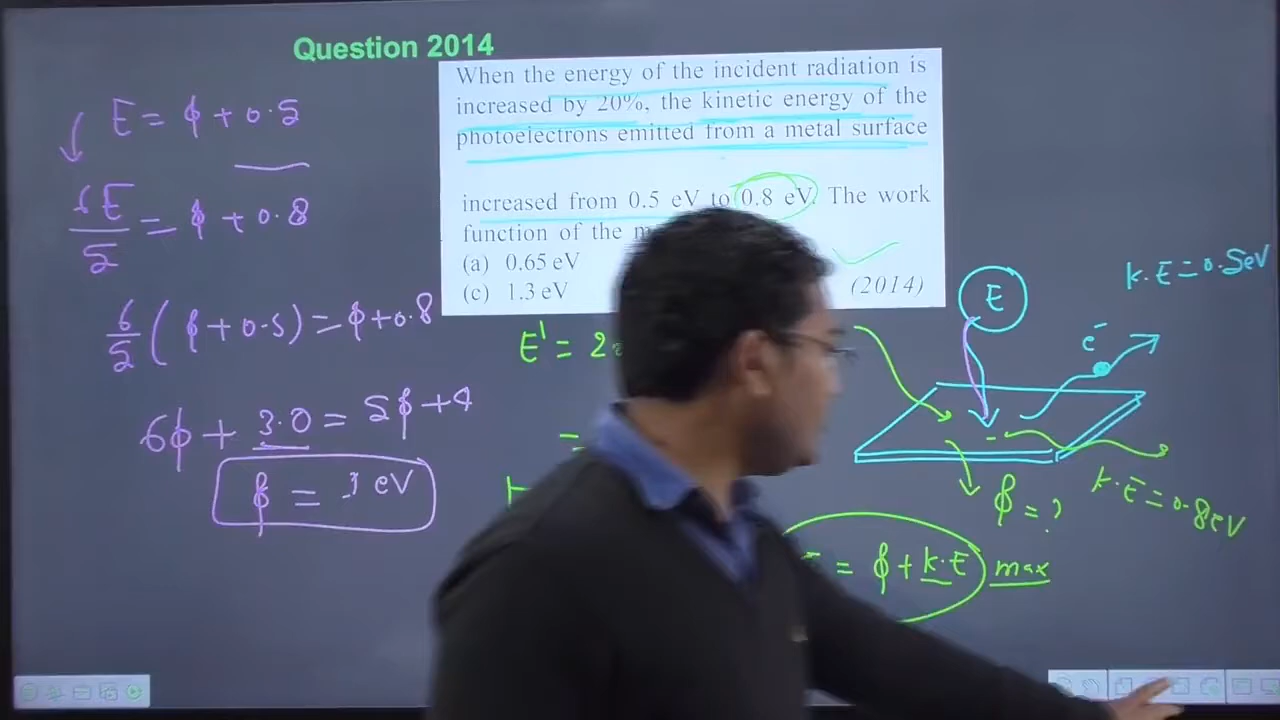 Question 2014
When the energy of the incident radiation is
increased by 20%, the kinetic energy of the
photoelectrons emitted from a metal surface
increased from 0.5 eV to 0.8 eV. The work
function of the
(a) 0.65 eV
(c) 1.3 eV
(2014)
E = ϕ + 0.5
6E/5 = ϕ + 0.8
6/5 (ϕ + 0.5) = ϕ + 0.8
6ϕ + 3.0 = 5ϕ + 4
ϕ = 3 eV
E' =
E
K.E = 0.5eV
e⁻
K.E = 0.8eV
ϕ = ?
= ϕ + K.E max